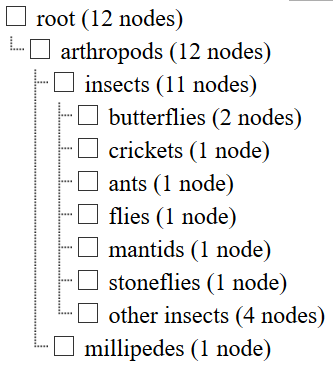 root (12 nodes)
arthropods (12 nodes)
insects (11 nodes)
butterflies (2 nodes)
crickets (1 node)
ants (1 node)
flies (1 node)
mantids (1 node)
stoneflies (1 node)
other insects (4 nodes)
millipedes (1 node)